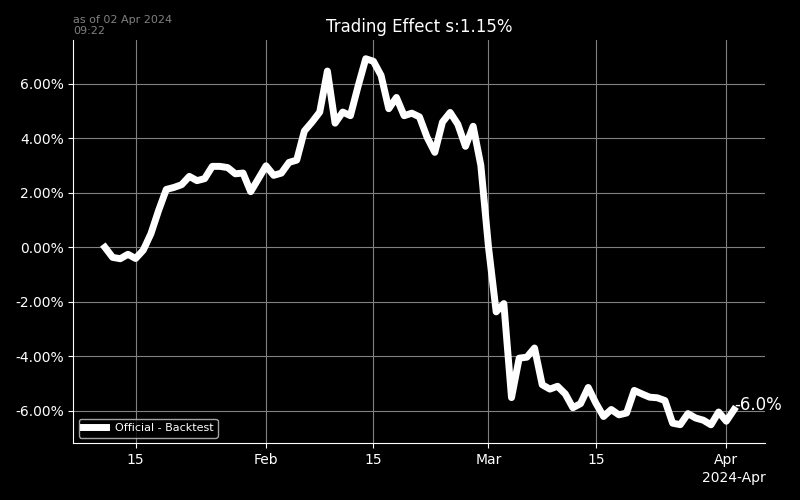 as of 02 Apr 2024
09:22
Trading Effect s:1.15%
6.00%
4.00%
2.00%
0.00%
-2.00%
-4.00%
-6.00%
-6.0%
Official - Backtest
15
Feb
15
Mar
15
Apr
2024-Apr